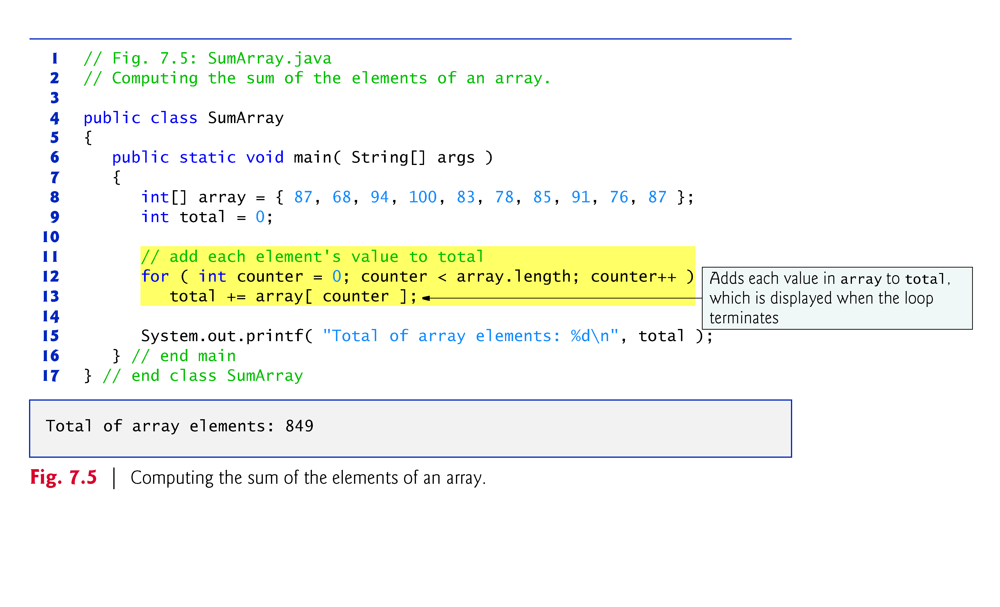 1 // Fig. 7.5: SumArray.java
2 // Computing the sum of the elements of an array.
3
4 public class SumArray
5 {
6    public static void main( String[] args )
7    {
8       int[] array = { 87, 68, 94, 100, 83, 78, 85, 91, 76, 87 };
9       int total = 0;
10
11       // add each element's value to total
12       for ( int counter = 0; counter < array.length; counter++ )
13          total += array[ counter ];
14
15       System.out.printf( "Total of array elements: %d\n", total );
16    } // end main
17 } // end class SumArray
Adds each value in array to total,
which is displayed when the loop
terminates
Total of array elements: 849
Fig. 7.5 | Computing the sum of the elements of an array.